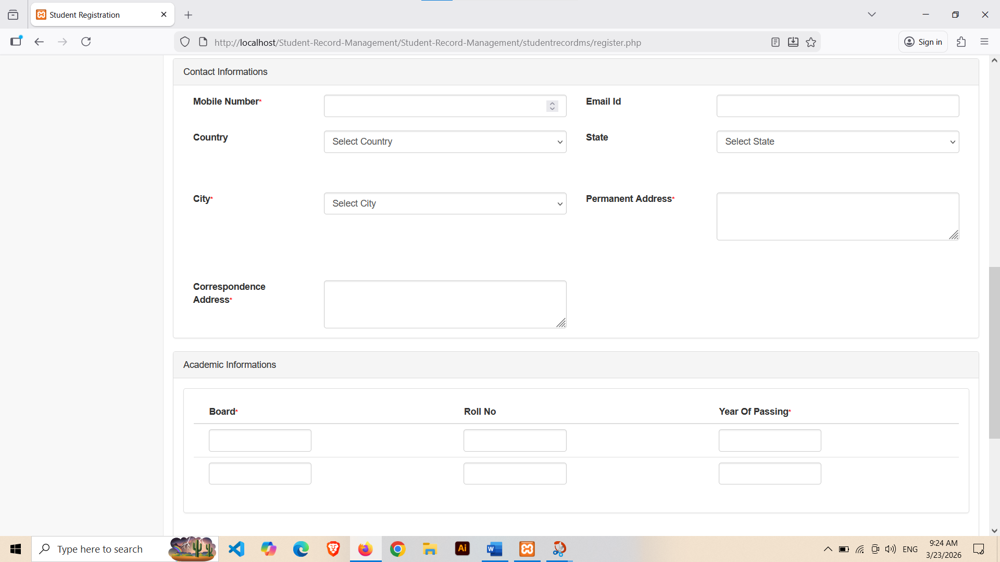 Student Registration
http://localhost/Student-Record-Management/Student-Record-Management/studentrecordms/register.php
Sign in
Contact Informations
Mobile Number*
Email Id
Country
Select Country
State
Select State
City*
Select City
Permanent Address*
Correspondence
Address*
Academic Informations
Board*
Roll No
Year Of Passing*
Type here to search
Ai
W
ENG
9:24 AM
3/23/2026